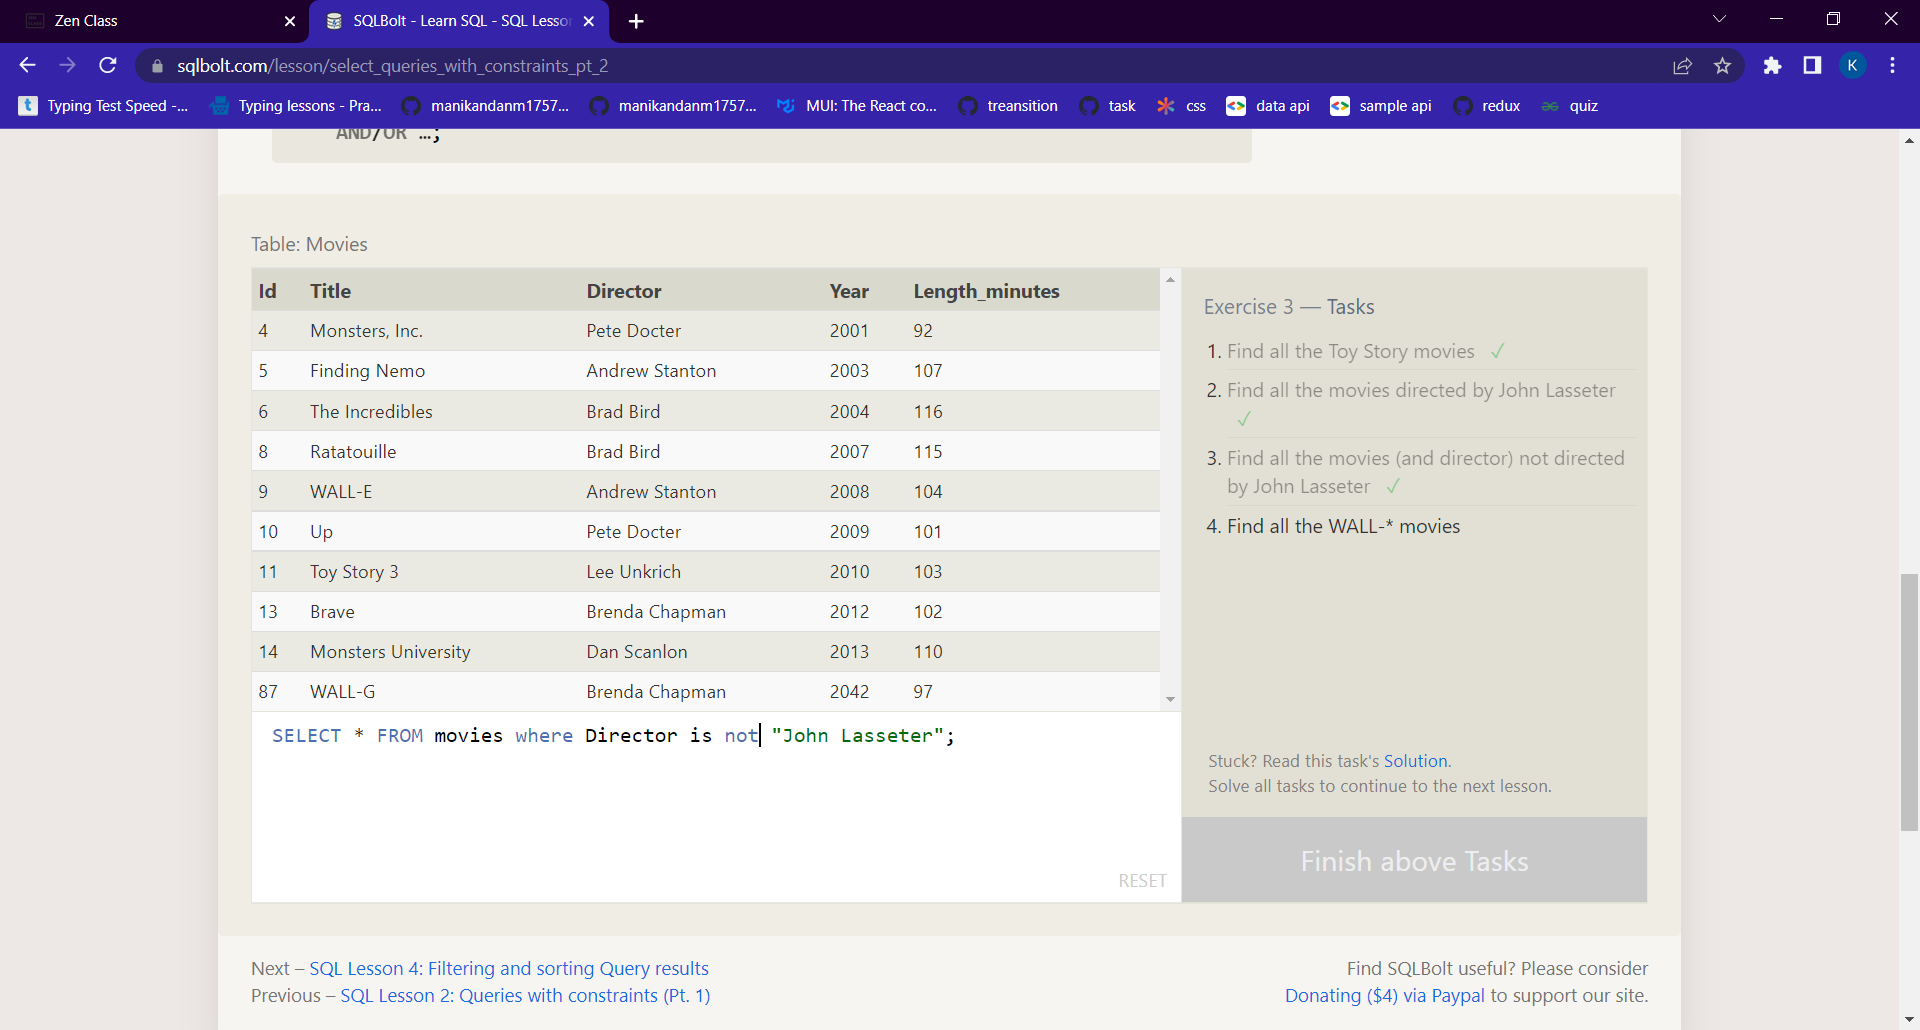 Zen Class
SQLBolt - Learn SQL - SQL Lesson
sqlbolt.com/lesson/select_queries_with_constraints_pt_2
K
Typing Test Speed -...
Typing lessons - Pra...
manikandanm1757...
manikandanm1757...
MUI: The React co...
treansition
task
css
data api
sample api
redux
quiz
AND/OR …;
Table: Movies
Id Title Director Year Length_minutes
4 Monsters, Inc. Pete Docter 2001 92
5 Finding Nemo Andrew Stanton 2003 107
6 The Incredibles Brad Bird 2004 116
8 Ratatouille Brad Bird 2007 115
9 WALL-E Andrew Stanton 2008 104
10 Up Pete Docter 2009 101
11 Toy Story 3 Lee Unkrich 2010 103
13 Brave Brenda Chapman 2012 102
14 Monsters University Dan Scanlon 2013 110
87 WALL-G Brenda Chapman 2042 97
SELECT * FROM movies where Director is not "John Lasseter";
RESET
Exercise 3 — Tasks
1. Find all the Toy Story movies ✓
2. Find all the movies directed by John Lasseter
✓
3. Find all the movies (and director) not directed
by John Lasseter ✓
4. Find all the WALL-* movies
Stuck? Read this task's Solution.
Solve all tasks to continue to the next lesson.
Finish above Tasks
Next – SQL Lesson 4: Filtering and sorting Query results
Previous – SQL Lesson 2: Queries with constraints (Pt. 1)
Find SQLBolt useful? Please consider
Donating ($4) via Paypal to support our site.